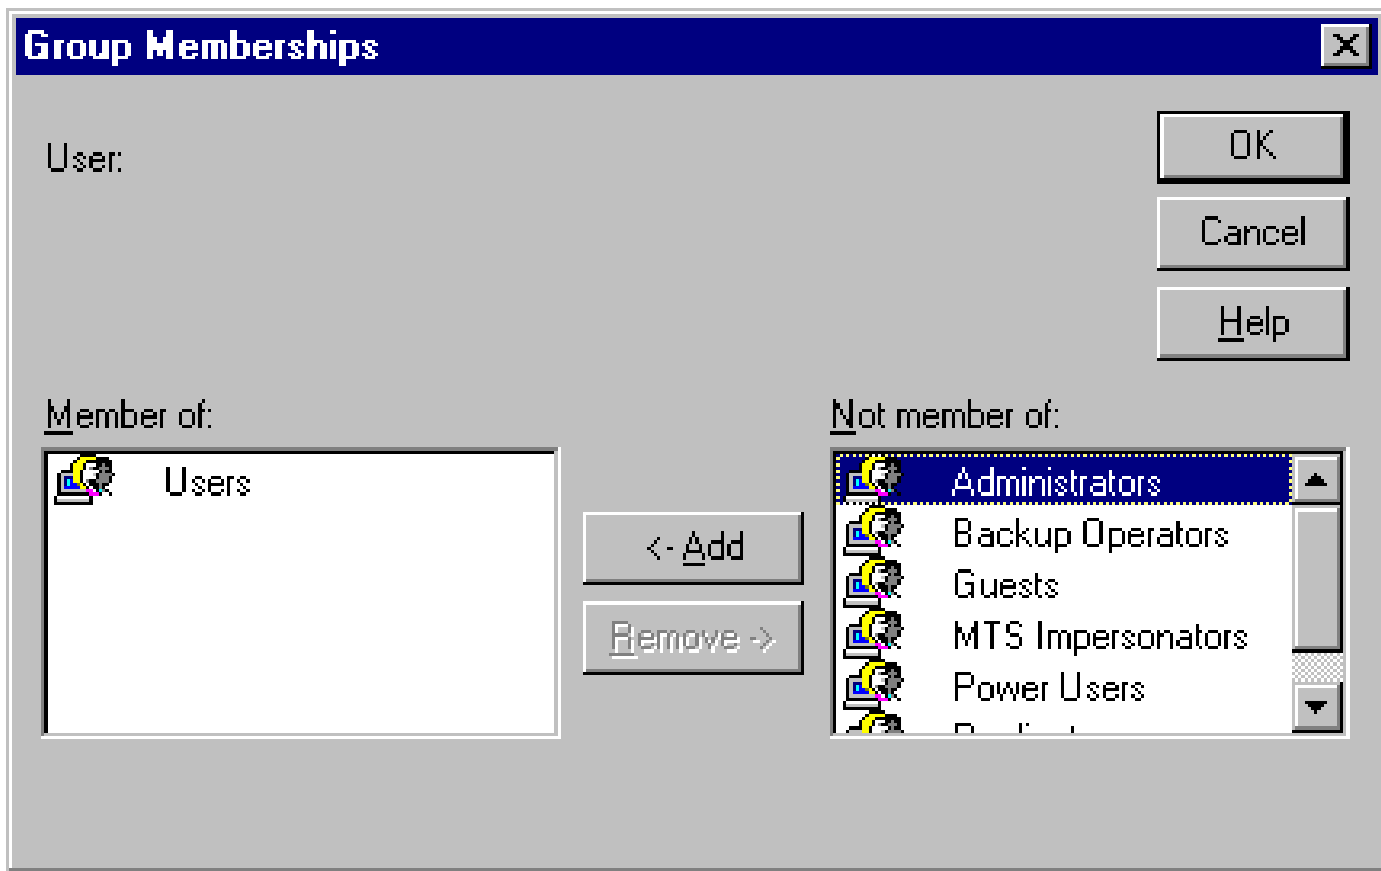 Group Memberships
User:
OK
Cancel
Help
Member of:
Not member of:
Users
<- Add
Remove ->
Administrators
Backup Operators
Guests
MTS Impersonators
Power Users